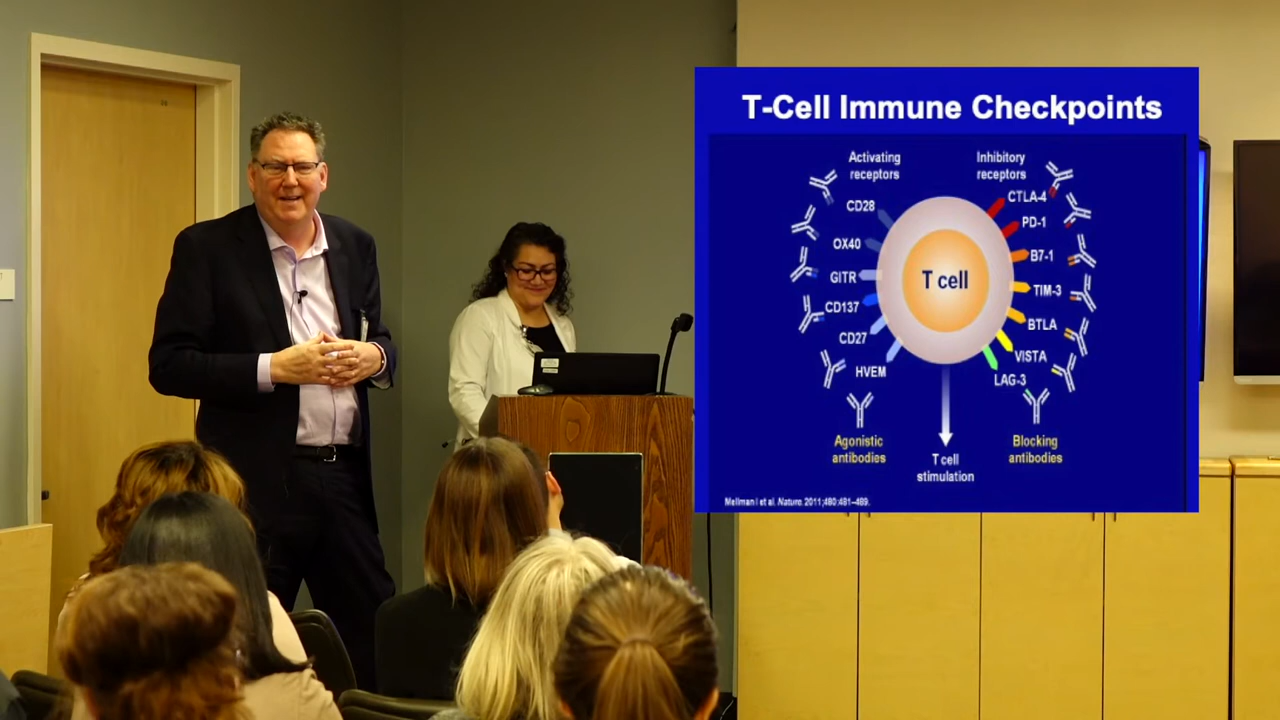 T-Cell Immune Checkpoints
Activating
receptors
Inhibitory
receptors
CD28
OX40
GITR
CD137
CD27
HVEM
T cell
CTLA-4
PD-1
B7-1
TIM-3
BTLA
VISTA
LAG-3
Agonistic
antibodies
T cell
stimulation
Blocking
antibodies
Mellman I et al. Nature. 2011;480:481–489.